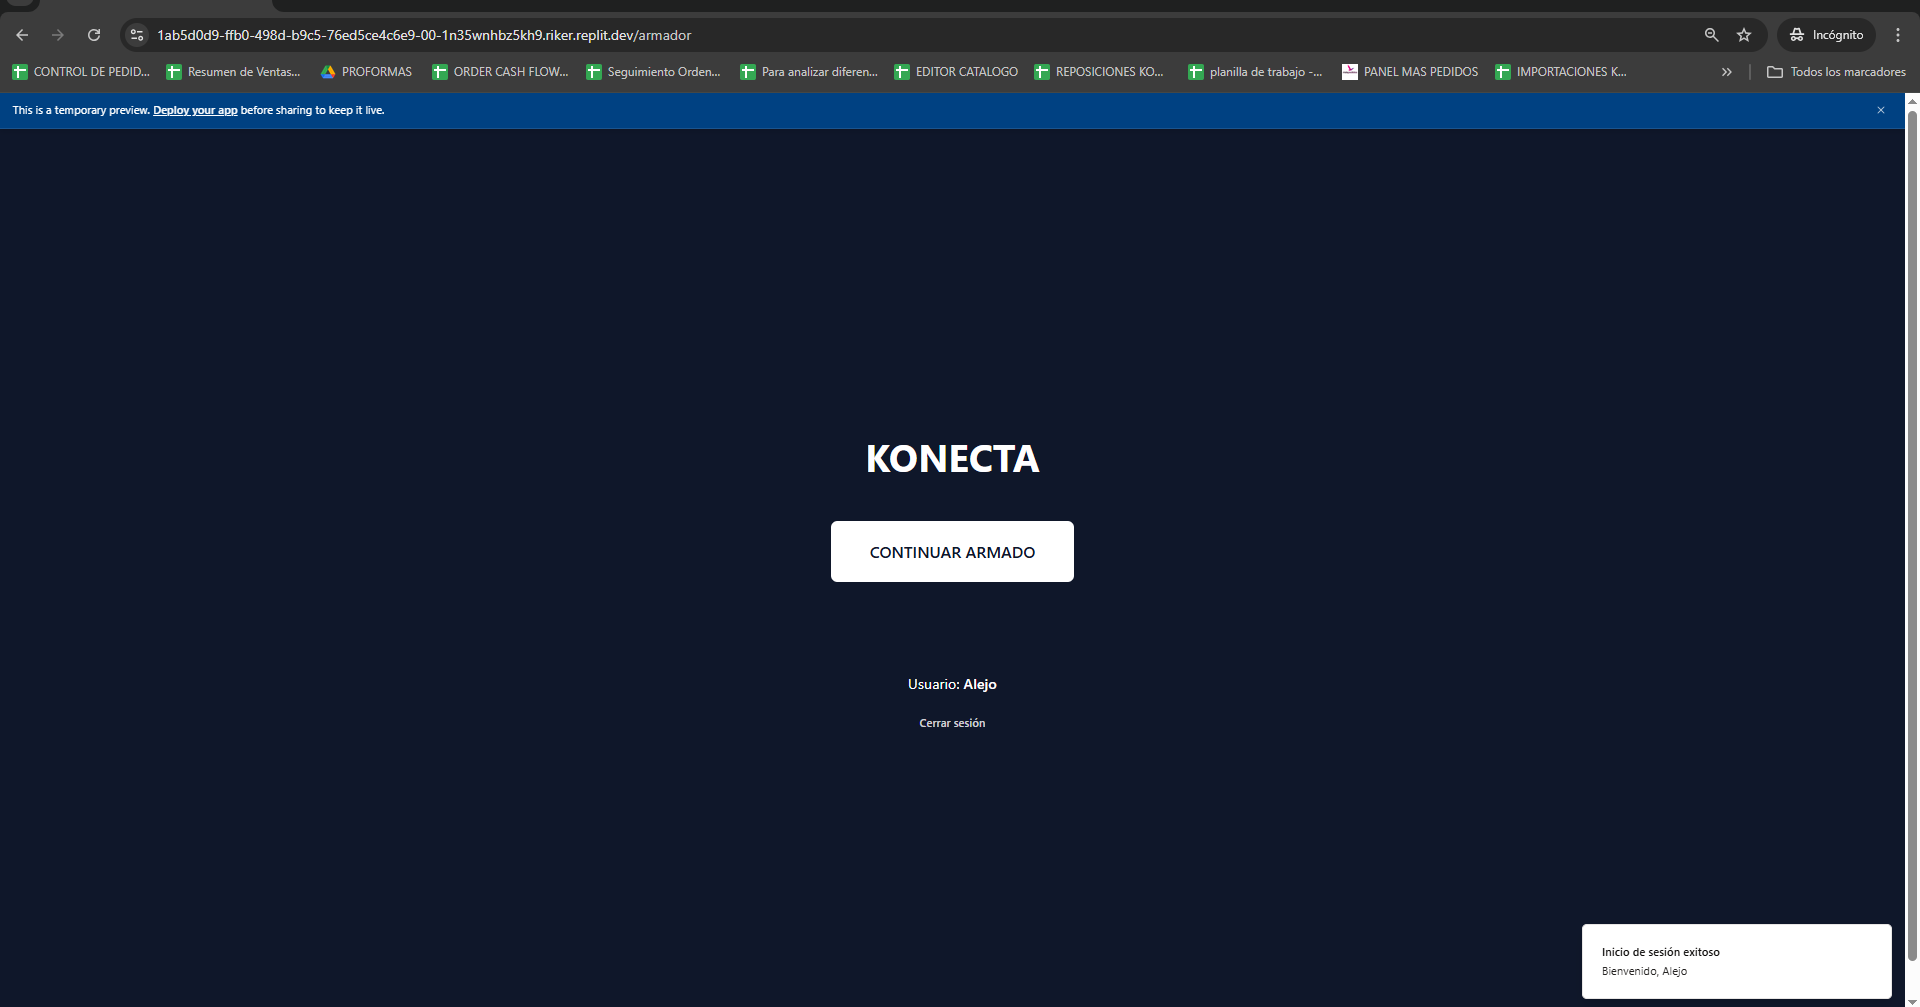 1ab5d0d9-ffb0-498d-b9c5-76ed5ce4c6e9-00-1n35wnhbz5kh9.riker.replit.dev/armador
Incógnito
CONTROL DE PEDID... Resumen de Ventas... PROFORMAS ORDER CASH FLOW... Seguimiento Orden... Para analizar diferen... EDITOR CATALOGO REPOSICIONES KO... planilla de trabajo -... PANEL MAS PEDIDOS IMPORTACIONES K... » Todos los marcadores
This is a temporary preview. Deploy your app before sharing to keep it live.
KONECTA
CONTINUAR ARMADO
Usuario: Alejo
Cerrar sesión
Inicio de sesión exitoso
Bienvenido, Alejo